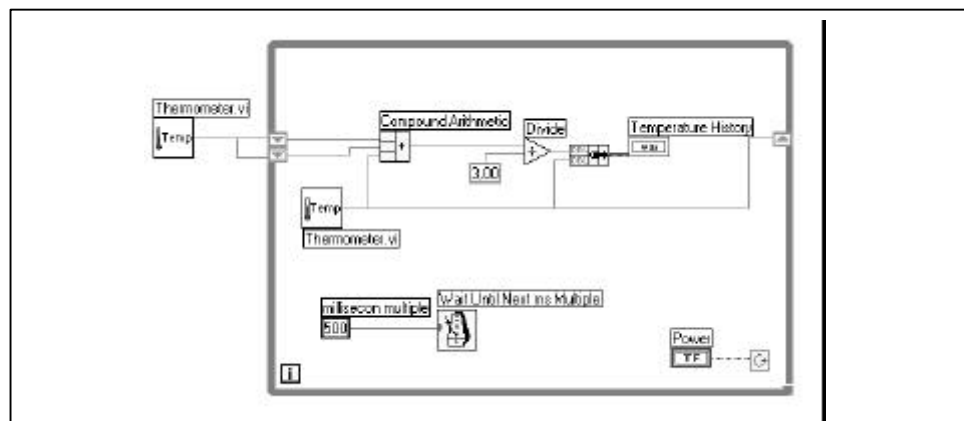 Thermometer.vi
Temp
Compound Arithmetic
Divide
Temperature History
3.00
Temp
Thermometer.vi
millisecon multiple
500
Wait Until Next ms Multiple
Power
TF
i